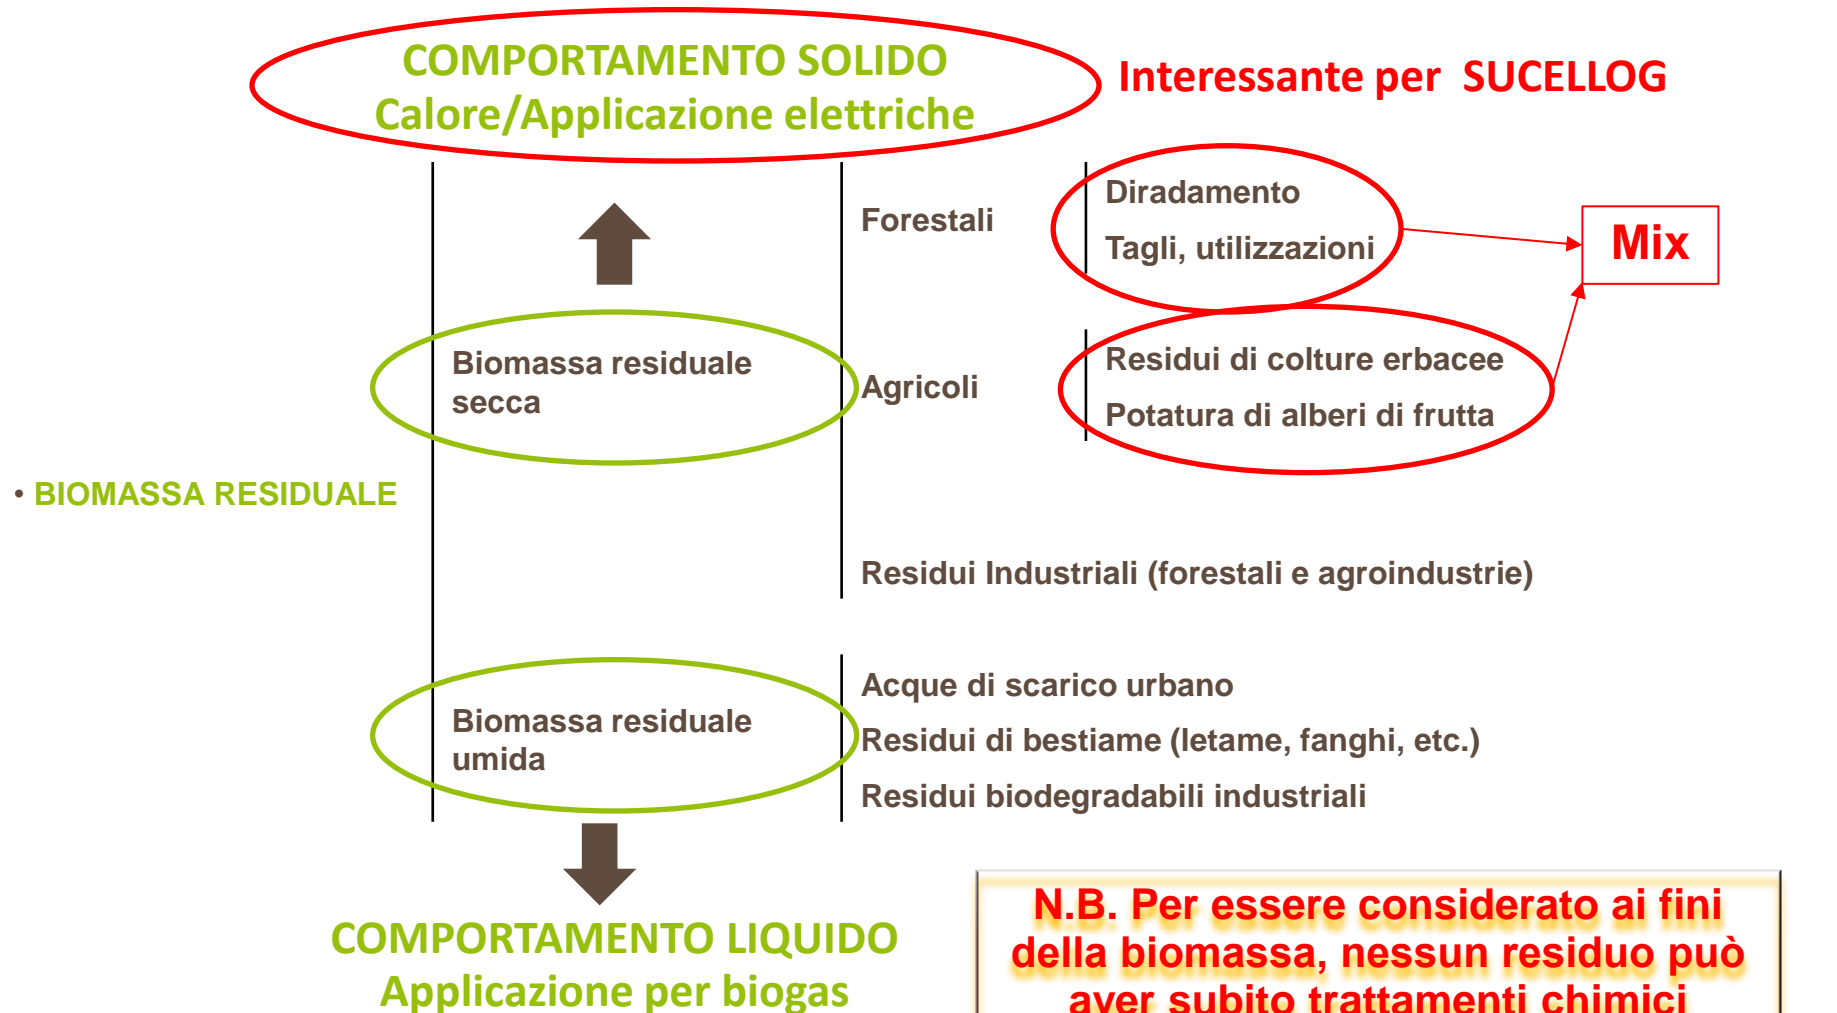 COMPORTAMENTO SOLIDO
Calore/Applicazione elettriche
Interessante per SUCELLOG
Forestali
Diradamento
Tagli, utilizzazioni
Mix
Biomassa residuale
secca
Agricoli
Residui di colture erbacee
Potatura di alberi di frutta
• BIOMASSA RESIDUALE
Residui Industriali (forestali e agroindustrie)
Biomassa residuale
umida
Acque di scarico urbano
Residui di bestiame (letame, fanghi, etc.)
Residui biodegradabili industriali
COMPORTAMENTO LIQUIDO
Applicazione per biogas
N.B. Per essere considerato ai fini
della biomassa, nessun residuo può
aver subito trattamenti chimici